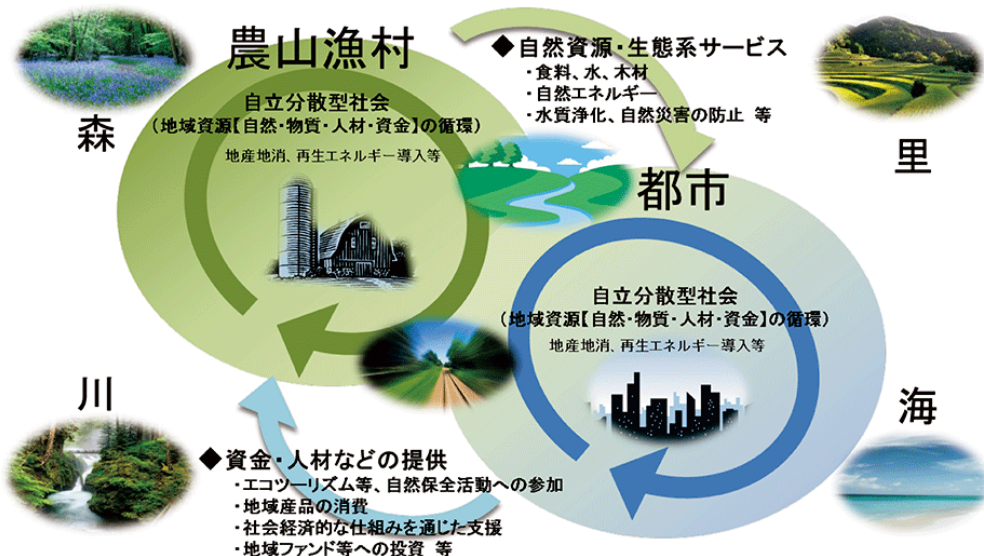 農山漁村
自立分散型社会
（地域資源【自然・物質・人材・資金】の循環）
地産地消、再生エネルギー導入等
◆自然資源・生態系サービス
・食料、水、木材
・自然エネルギー
・水質浄化、自然災害の防止 等
森
里
都市
自立分散型社会
（地域資源【自然・物質・人材・資金】の循環）
地産地消、再生エネルギー導入等
川
海
◆資金・人材などの提供
・エコツーリズム等、自然保全活動への参加
・地域産品の消費
・社会経済的な仕組みを通じた支援
・地域ファンド等への投資 等